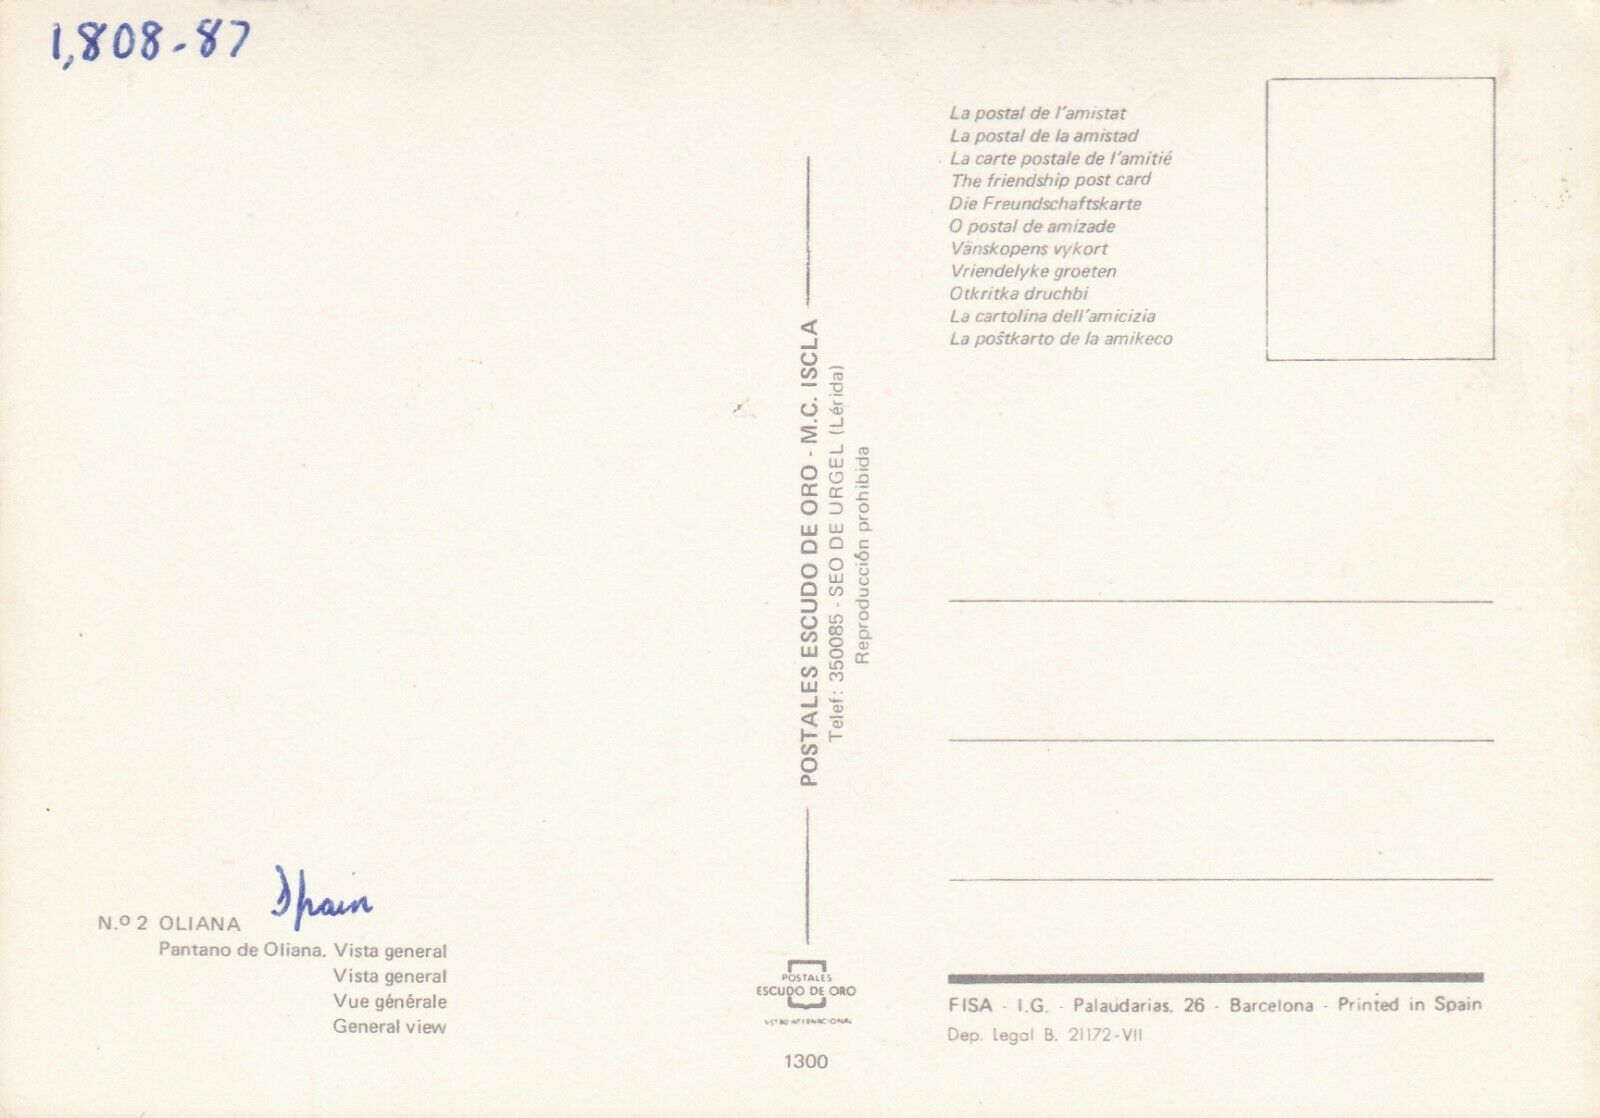 1,808-87
La postal de l'amistat
La postal de la amistad
La carte postale de l'amitié
The friendship post card
Die Freundschaftskarte
O postal de amizade
Vänskopens vykort
Vriendelyke groeten
Otkritka druchbi
La cartolina dell'amicizia
La poŝtkarto de la amikeco
POSTALES ESCUDO DE ORO - M.C. ISCLA
Telef: 350085 - SEO DE URGEL (Lérida)
Reproducción prohibida
Spain
N.º 2 OLIANA
Pantano de Oliana. Vista general
Vista general
Vue générale
General view
POSTALES
ESCUDO DE ORO
1300
FISA - I.G. - Palaudarias, 26 - Barcelona - Printed in Spain
Dep. Legal B. 21172-VII